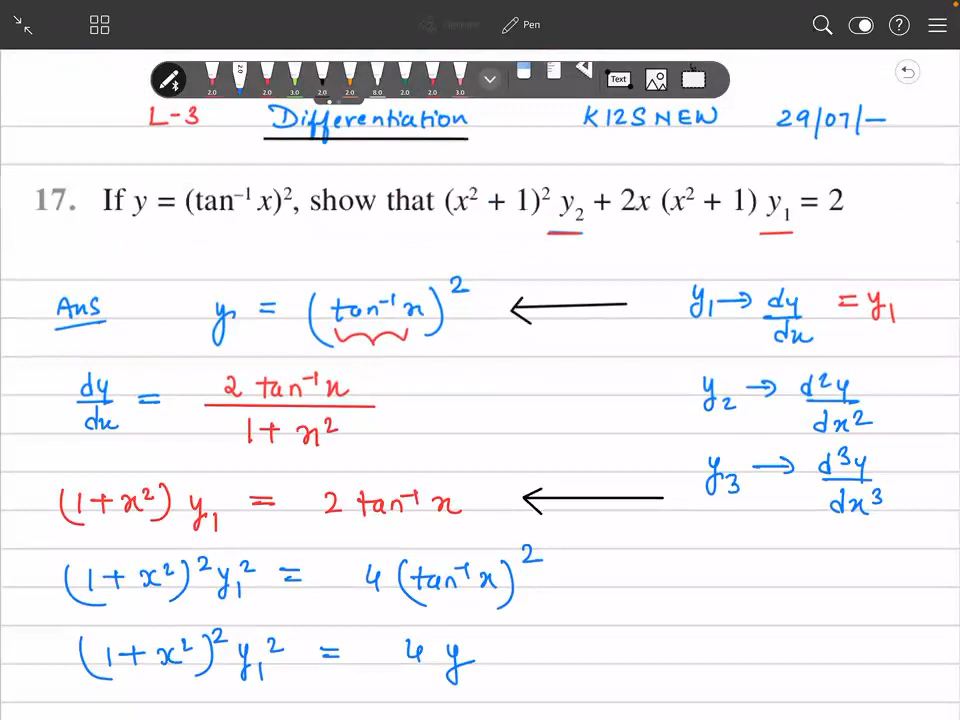 Pen
2.0 2.0 2.0 3.0 2.0 2.0 8.0 2.0 2.0 3.0 Text
L-3 Differentiation K12SNEW 29/07/—
17. If y = (tan⁻¹ x)², show that (x² + 1)² y₂ + 2x (x² + 1) y₁ = 2
Ans y = (tan⁻¹x)² y₁ → dy/dx = y₁
dy/dx = 2 tan⁻¹x / 1 + x² y₂ → d²y/dx²
y₃ → d³y/dx³
(1+x²) y₁ = 2 tan⁻¹ x
(1+x²)² y₁² = 4 (tan⁻¹x)²
(1+x²)² y₁² = 4 y